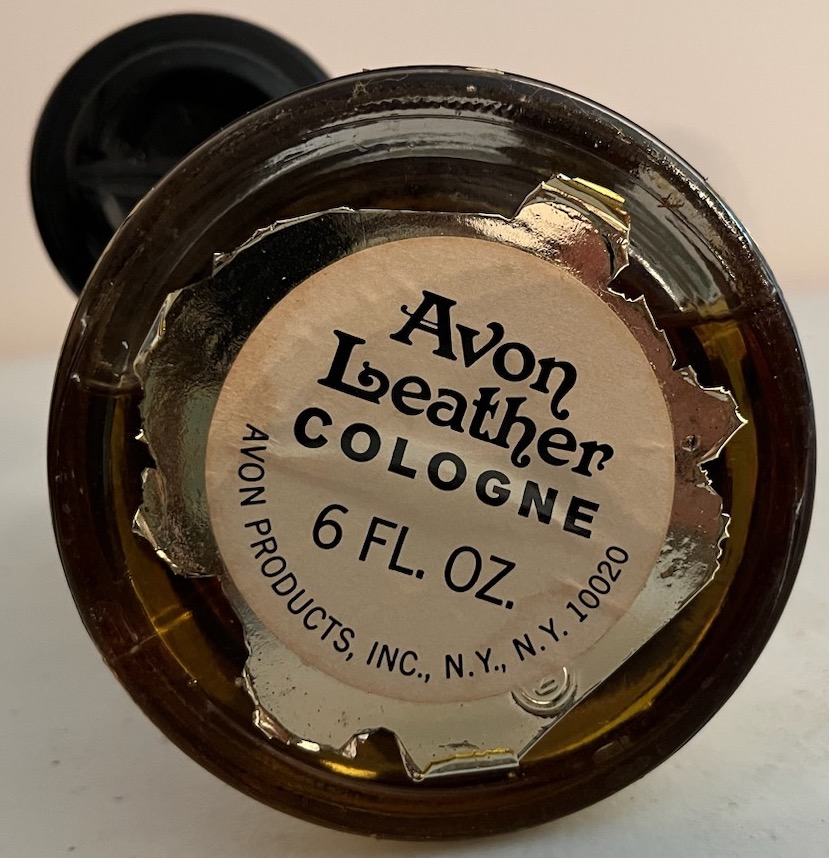 Avon
Leather
COLOGNE
6 FL. OZ.
AVON PRODUCTS, INC., N.Y., N.Y. 10020